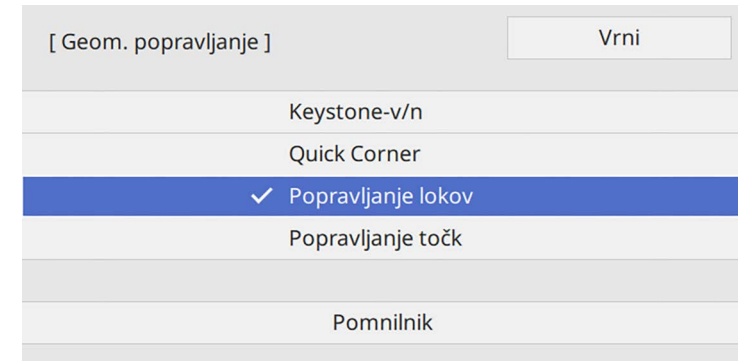 [ Geom. popravljanje ]
Vrni
Keystone-v/n
Quick Corner
Popravljanje lokov
Popravljanje točk
Pomnilnik